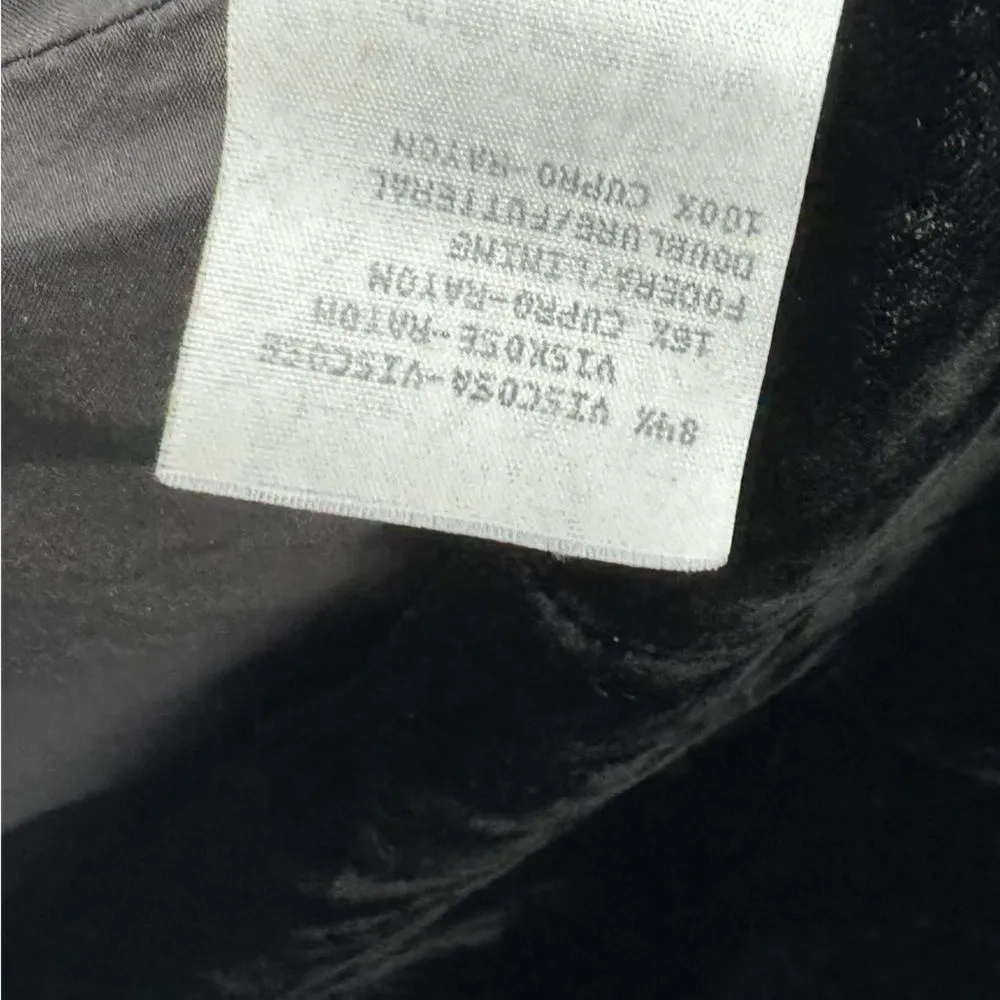 84% VISCOSA-VISCOSE
VISKOSE-RAYON
16% CUPRO-RAYON
FODERA/LINING
DOUBLURE/FUTTERAL
100% CUPRO-RAYON